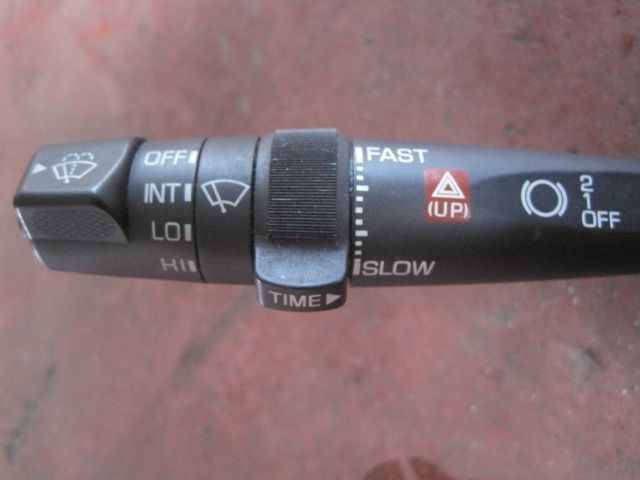 OFF
INT
LO
HI
TIME
FAST
SLOW
(UP)
2
1
OFF